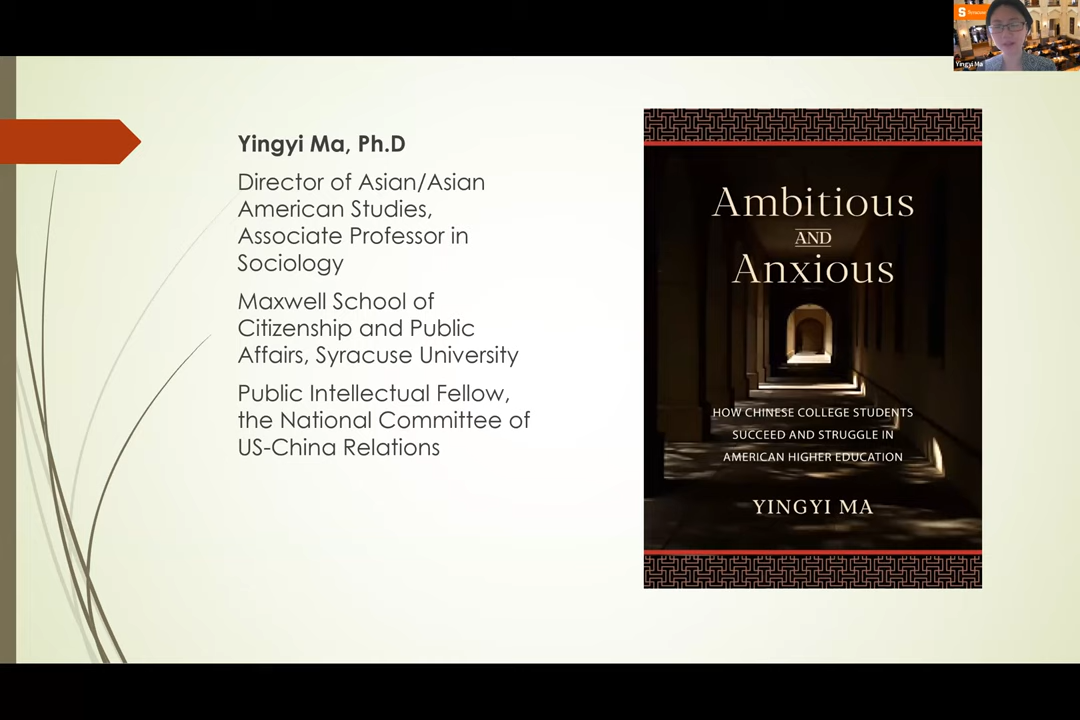 Yingyi Ma, Ph.D
Director of Asian/Asian
American Studies,
Associate Professor in
Sociology
Maxwell School of
Citizenship and Public
Affairs, Syracuse University
Public Intellectual Fellow,
the National Committee of
US-China Relations
Ambitious
AND
Anxious
HOW CHINESE COLLEGE STUDENTS
SUCCEED AND STRUGGLE IN
AMERICAN HIGHER EDUCATION
YINGYI MA
S
Yingyi Ma